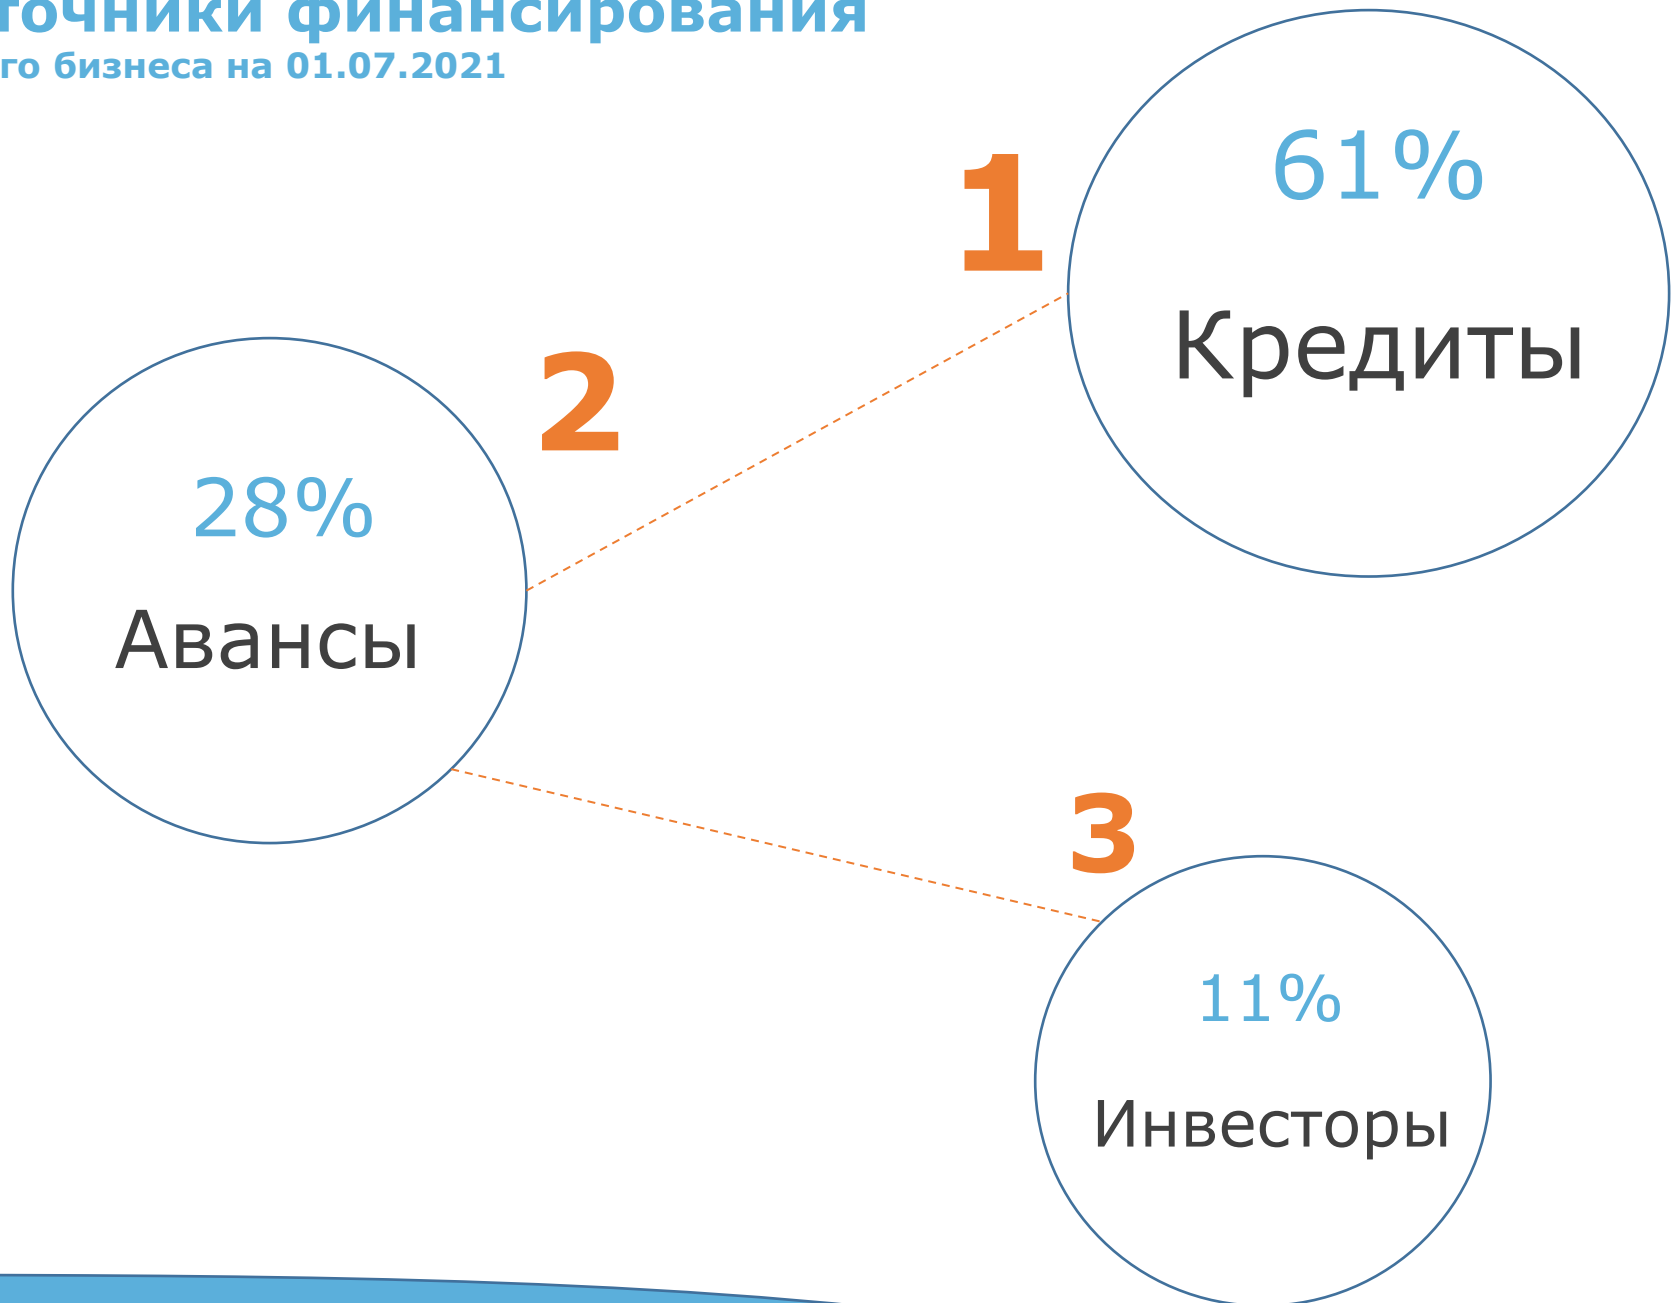 точники финансирования
го бизнеса на 01.07.2021
1
61%
Кредиты
2
28%
Авансы
3
11%
Инвесторы